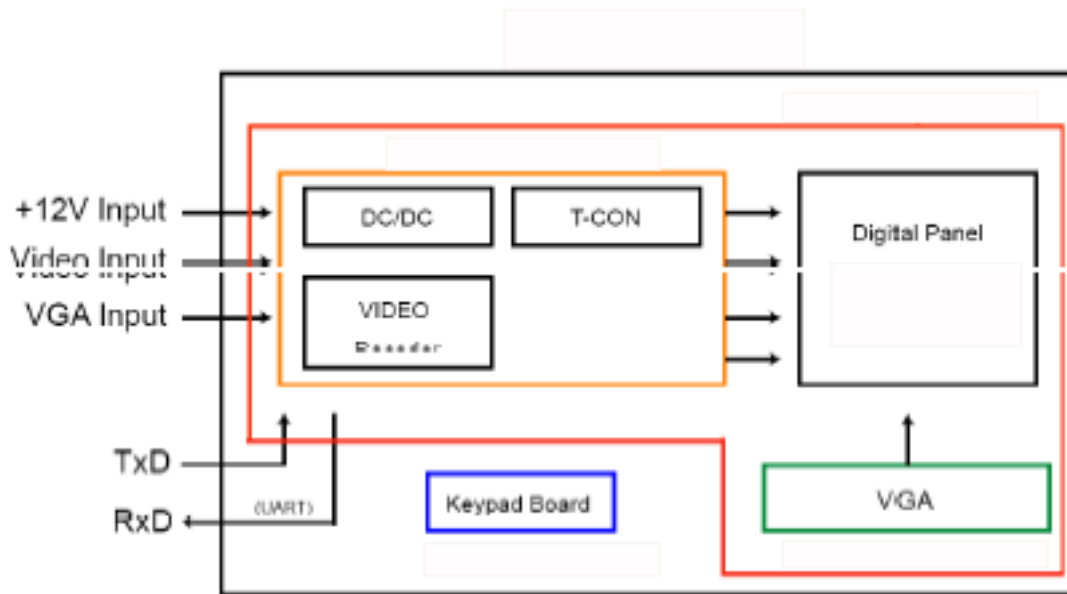 +12V Input
Video Input
VGA Input
DC/DC
T-CON
VIDEO
Digital Panel
TxD
RxD
(UART)
Keypad Board
VGA